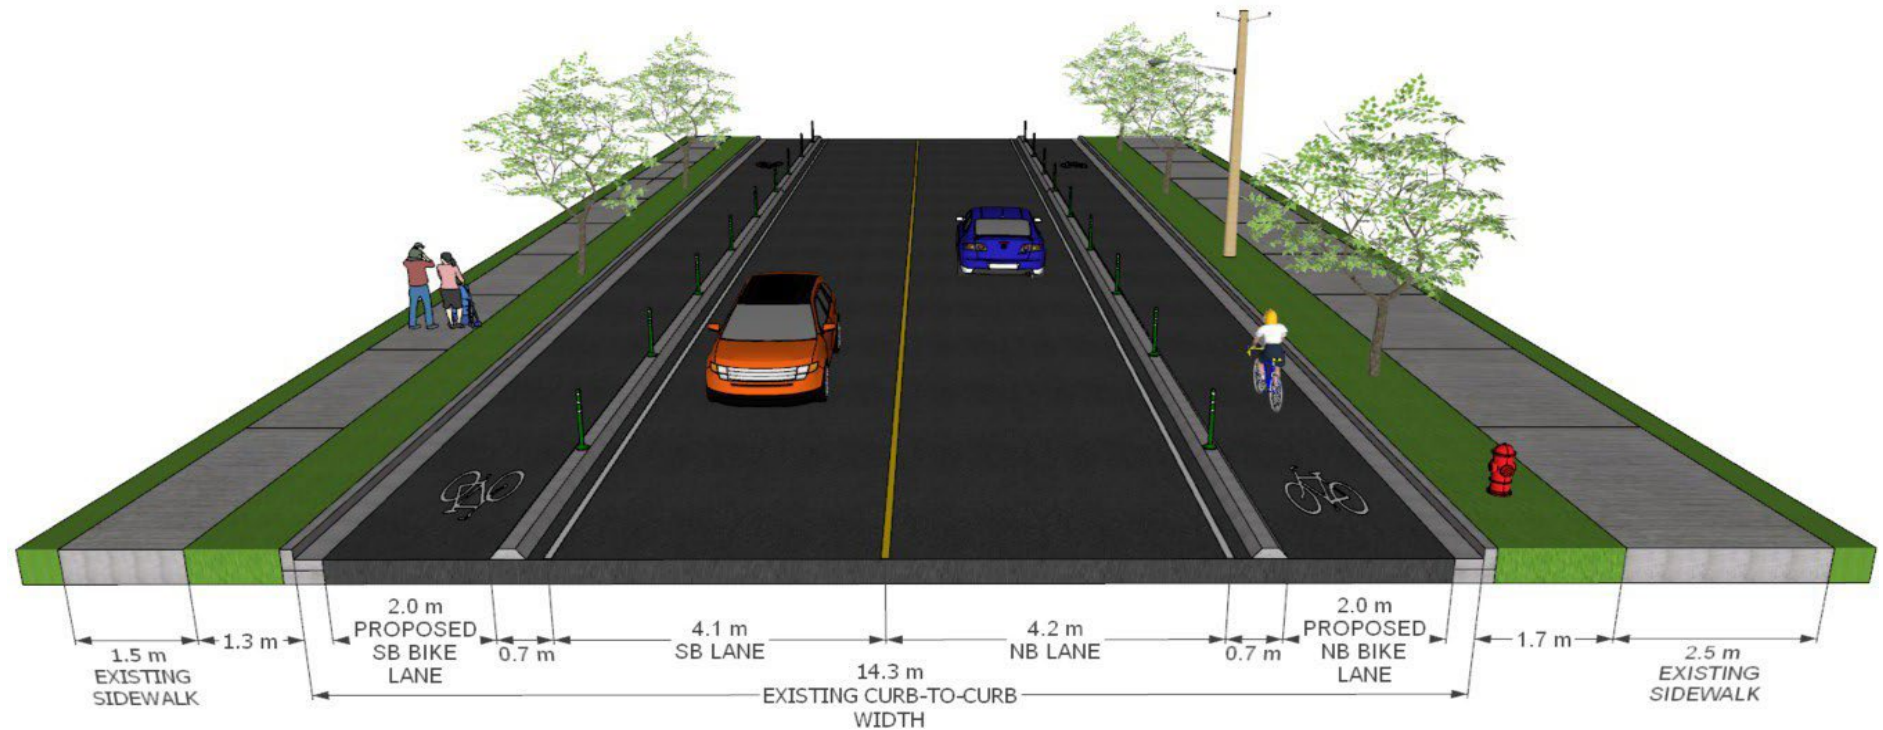 1.5 m
EXISTING
SIDEWALK
1.3 m
2.0 m
PROPOSED
SB BIKE
LANE
0.7 m
4.1 m
SB LANE
4.2 m
NB LANE
0.7 m
2.0 m
PROPOSED
NB BIKE
LANE
1.7 m
2.5 m
EXISTING
SIDEWALK
14.3 m
EXISTING CURB-TO-CURB
WIDTH